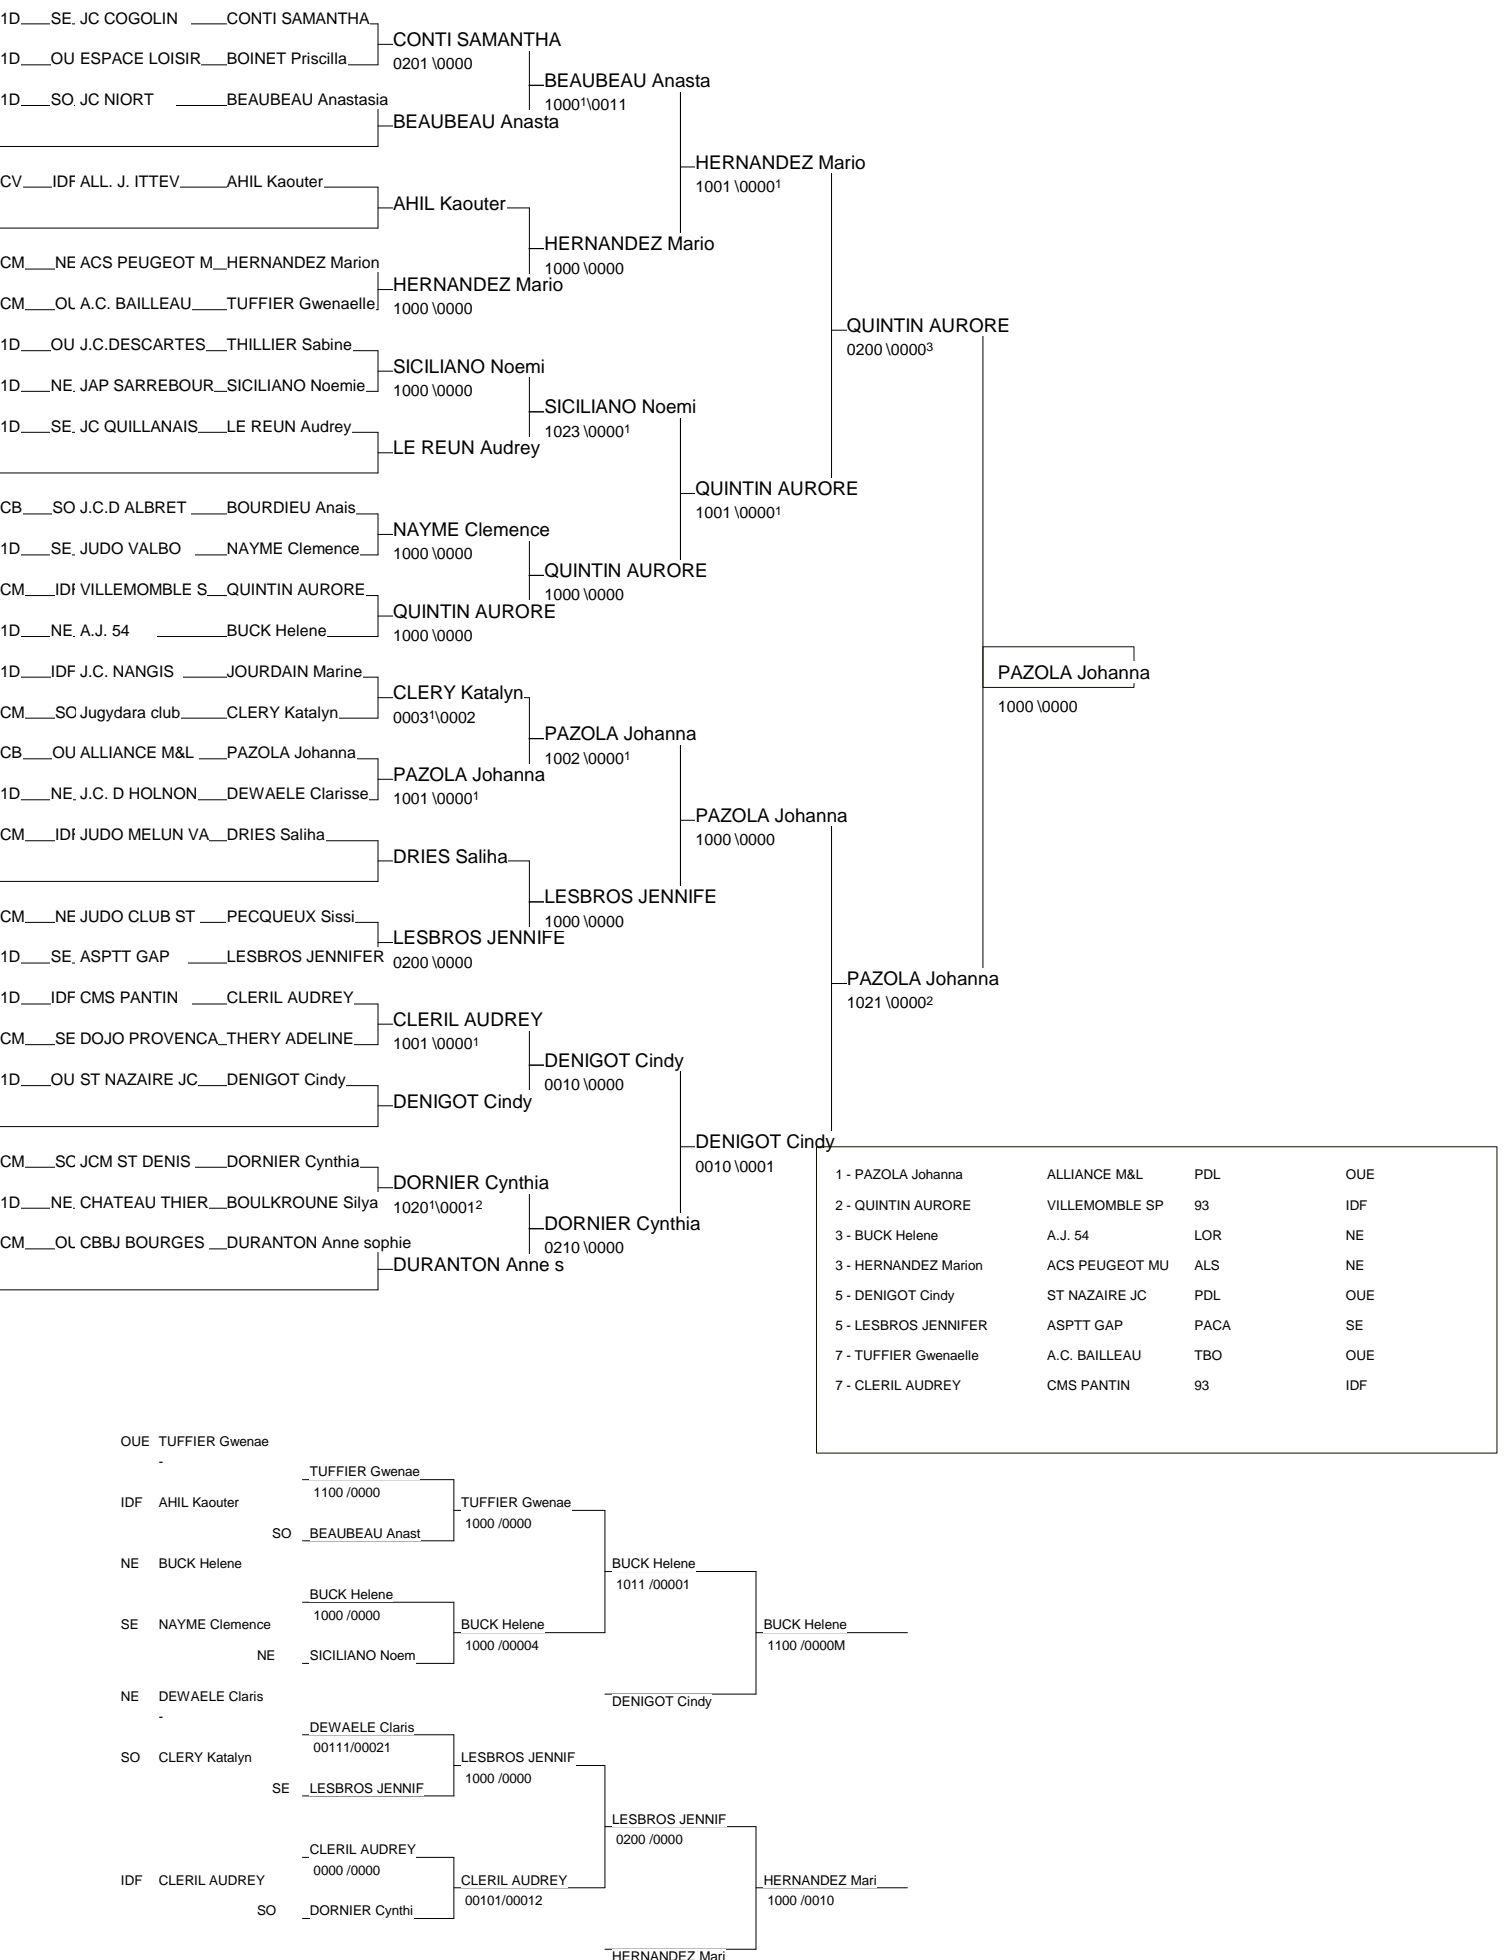 1D SE JC COGOLIN CONTI SAMANTHA
CONTI SAMANTHA
1D OU ESPACE LOISIR BOINET Priscilla
0201 \0000
BEAUBEAU Anasta
1D SO JC NIORT BEAUBEAU Anastasia
1000¹\0011
BEAUBEAU Anasta
HERNANDEZ Mario
CV IDF ALL. J. ITTEV AHIL Kaouter
1001 \0000¹
AHIL Kaouter
HERNANDEZ Mario
CM NE ACS PEUGEOT M HERNANDEZ Marion
1000 \0000
HERNANDEZ Mario
CM OU A.C. BAILLEAU TUFFIER Gwenaelle
1000 \0000
QUINTIN AURORE
1D OU J.C.DESCARTES THILLIER Sabine
0200 \0000³
SICILIANO Noemi
1D NE JAP SARREBOUR SICILIANO Noemie
1000 \0000
SICILIANO Noemi
1D SE JC QUILLANAIS LE REUN Audrey
1023 \0000¹
LE REUN Audrey
QUINTIN AURORE
CB SO J.C.D ALBRET BOURDIEU Anais
1001 \0000¹
NAYME Clemence
1D SE JUDO VALBO NAYME Clemence
1000 \0000
QUINTIN AURORE
CM IDF VILLEMOMBLE S QUINTIN AURORE
1000 \0000
QUINTIN AURORE
1D NE A.J. 54 BUCK Helene
1000 \0000
1D IDF J.C. NANGIS JOURDAIN Marine
PAZOLA Johanna
CLERY Katalyn
1000 \0000
CM SO Jugydara club CLERY Katalyn
0003¹\0002
PAZOLA Johanna
CB OU ALLIANCE M&L PAZOLA Johanna
1002 \0000¹
PAZOLA Johanna
1D NE J.C. D HOLNON DEWAELE Clarisse
1001 \0000¹
PAZOLA Johanna
CM IDF JUDO MELUN VA DRIES Saliha
1000 \0000
DRIES Saliha
LESBROS JENNIFE
CM NE JUDO CLUB ST PECQUEUX Sissi
1000 \0000
LESBROS JENNIFE
1D SE ASPTT GAP LESBROS JENNIFER
0200 \0000
PAZOLA Johanna
1D IDF CMS PANTIN CLERIL AUDREY
1021 \0000²
CLERIL AUDREY
CM SE DOJO PROVENCA THERY ADELINE
1001 \0000¹
DENIGOT Cindy
1D OU ST NAZAIRE JC DENIGOT Cindy
0010 \0000
DENIGOT Cindy
DENIGOT Cindy
CM SO JCM ST DENIS DORNIER Cynthia
0010 \0001
DORNIER Cynthia
1D NE CHATEAU THIER BOULKROUNE Silya
1020¹\0001²
DORNIER Cynthia
CM OU CBBJ BOURGES DURANTON Anne sophie
0210 \0000
DURANTON Anne s
1 - PAZOLA Johanna ALLIANCE M&L PDL OUE
2 - QUINTIN AURORE VILLEMOMBLE SP 93 IDF
3 - BUCK Helene A.J. 54 LOR NE
3 - HERNANDEZ Marion ACS PEUGEOT MU ALS NE
5 - DENIGOT Cindy ST NAZAIRE JC PDL OUE
5 - LESBROS JENNIFER ASPTT GAP PACA SE
7 - TUFFIER Gwenaelle A.C. BAILLEAU TBO OUE
7 - CLERIL AUDREY CMS PANTIN 93 IDF
OUE TUFFIER Gwenae
-
TUFFIER Gwenae
1100 /0000
IDF AHIL Kaouter
TUFFIER Gwenae
1000 /0000
SO BEAUBEAU Anast
NE BUCK Helene
BUCK Helene
1011 /00001
BUCK Helene
1000 /0000
SE NAYME Clemence
BUCK Helene
BUCK Helene
1000 /00004
1100 /0000M
NE SICILIANO Noem
NE DEWAELE Claris
-
DENIGOT Cindy
DEWAELE Claris
00111/00021
SO CLERY Katalyn
LESBROS JENNIF
1000 /0000
SE LESBROS JENNIF
LESBROS JENNIF
0200 /0000
CLERIL AUDREY
0000 /0000
IDF CLERIL AUDREY
CLERIL AUDREY
HERNANDEZ Mari
00101/00012
1000 /0010
SO DORNIER Cynthi
HERNANDEZ Mari